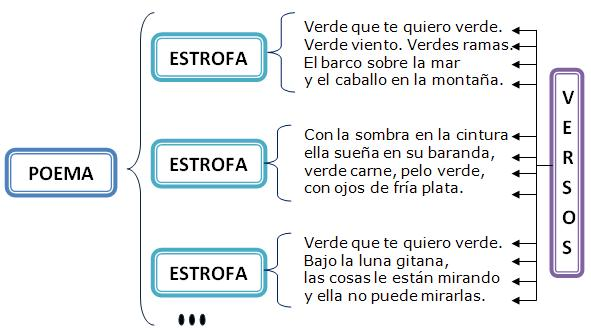 POEMA
ESTROFA
Verde que te quiero verde.
Verde viento. Verdes ramas.
El barco sobre la mar
y el caballo en la montaña.
ESTROFA
Con la sombra en la cintura
ella sueña en su baranda,
verde carne, pelo verde,
con ojos de fría plata.
ESTROFA
Verde que te quiero verde.
Bajo la luna gitana,
las cosas le están mirando
y ella no puede mirarlas.
...
VERSOS